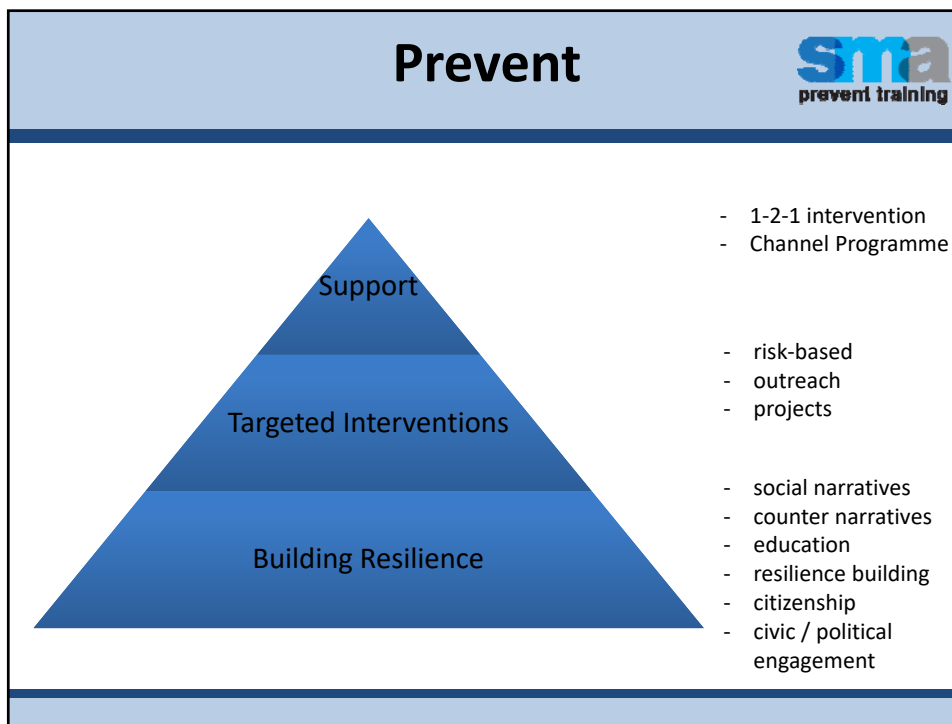 Prevent
sma
prevent training
Support
- 1-2-1 intervention
- Channel Programme
Targeted Interventions
- risk-based
- outreach
- projects
Building Resilience
- social narratives
- counter narratives
- education
- resilience building
- citizenship
- civic / political
engagement